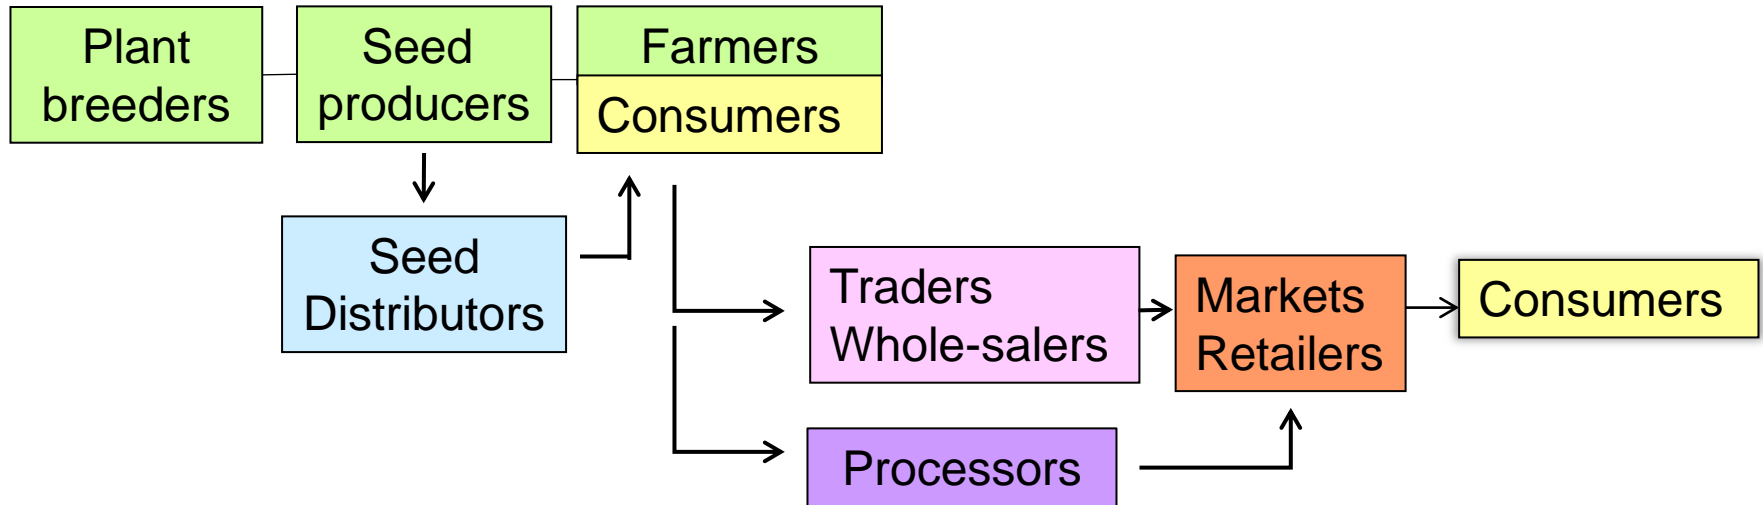 Plant
breeders
Seed
producers
Farmers
Consumers
Seed
Distributors
Traders
Whole-salers
Markets
Retailers
Consumers
Processors